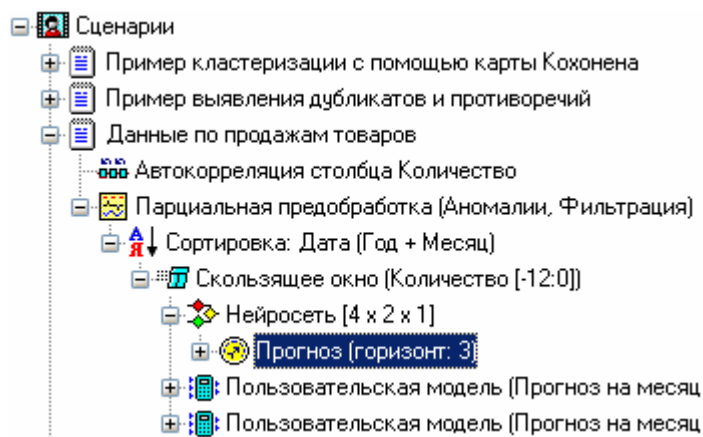 Сценарии
Пример кластеризации с помощью карты Кохонена
Пример выявления дубликатов и противоречий
Данные по продажам товаров
Автокорреляция столбца Количество
Парциальная предобработка (Аномалии, Фильтрация)
Сортировка: Дата (Год + Месяц)
Скользящее окно (Количество [-12:0])
Нейросеть [4 x 2 x 1]
Прогноз (горизонт: 3)
Пользовательская модель (Прогноз на месяц
Пользовательская модель (Прогноз на месяц